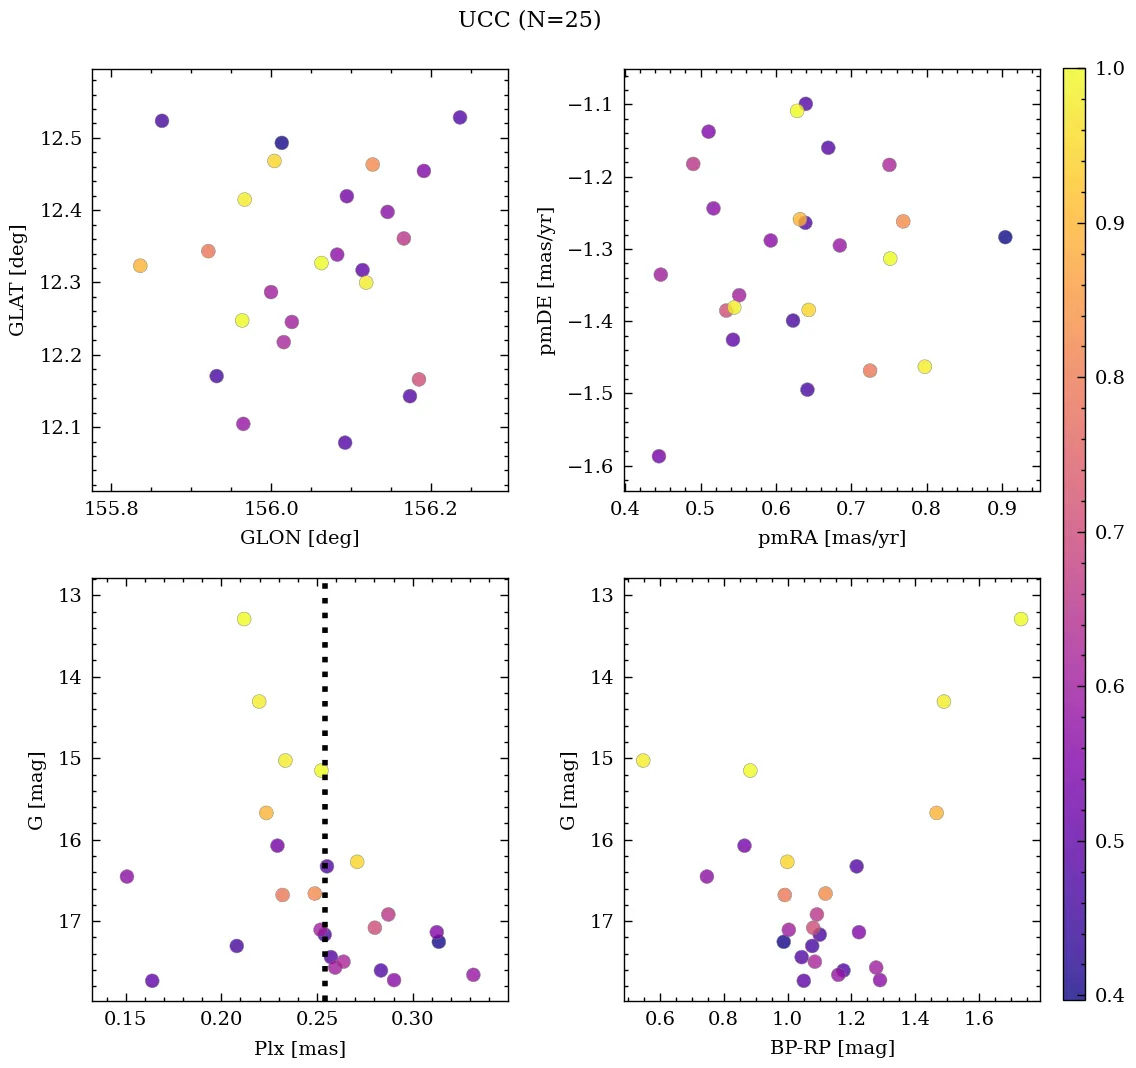 UCC (N=25)
12.5
12.4
12.3
12.2
12.1
GLAT [deg]
155.8 156.0 156.2
GLON [deg]
−1.1
−1.2
−1.3
−1.4
−1.5
−1.6
pmDE [mas/yr]
0.4 0.5 0.6 0.7 0.8 0.9
pmRA [mas/yr]
13
14
15
16
17
G [mag]
0.15 0.20 0.25 0.30
Plx [mas]
13
14
15
16
17
G [mag]
0.6 0.8 1.0 1.2 1.4 1.6
BP-RP [mag]
1.0
0.9
0.8
0.7
0.6
0.5
0.4